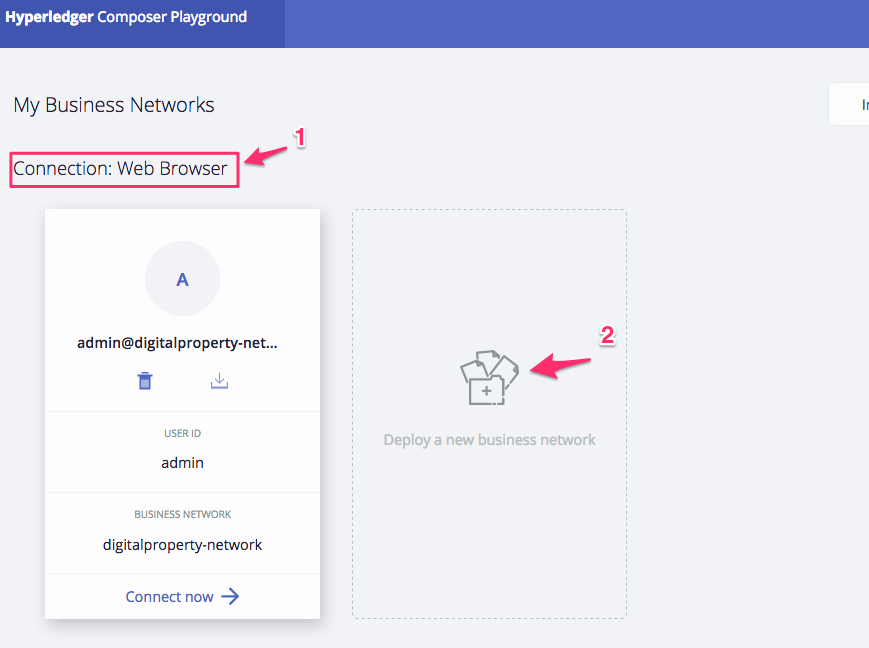 Hyperledger Composer Playground
My Business Networks
Connection: Web Browser
1
A
admin@digitalproperty-net...
USER ID
admin
BUSINESS NETWORK
digitalproperty-network
Connect now
2
Deploy a new business network